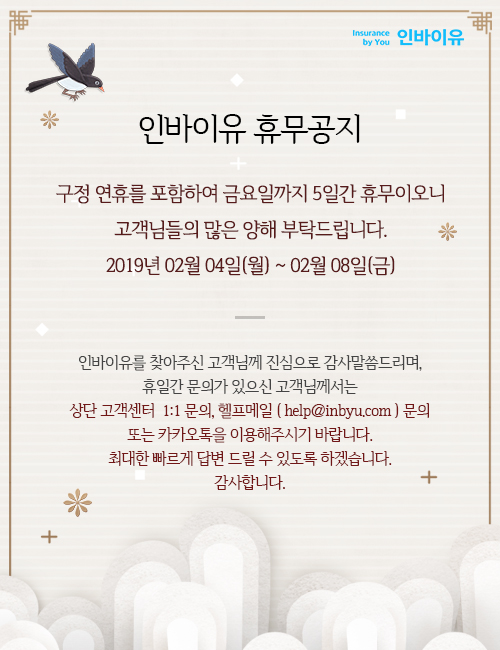 Insurance
by You 인바이유
인바이유 휴무공지
구정 연휴를 포함하여 금요일까지 5일간 휴무이오니
고객님들의 많은 양해 부탁드립니다.
2019년 02월 04일(월) ~ 02월 08일(금)
인바이유를 찾아주신 고객님께 진심으로 감사말씀드리며,
휴일간 문의가 있으신 고객님께서는
상단 고객센터 1:1 문의, 헬프메일 ( help@inbyu.com ) 문의
또는 카카오톡을 이용해주시기 바랍니다.
최대한 빠르게 답변 드릴 수 있도록 하겠습니다.
감사합니다.